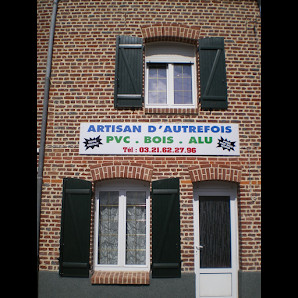 ARTISAN D'AUTREFOIS
PVC . BOIS . ALU
Tél : 03.21.62.27.96